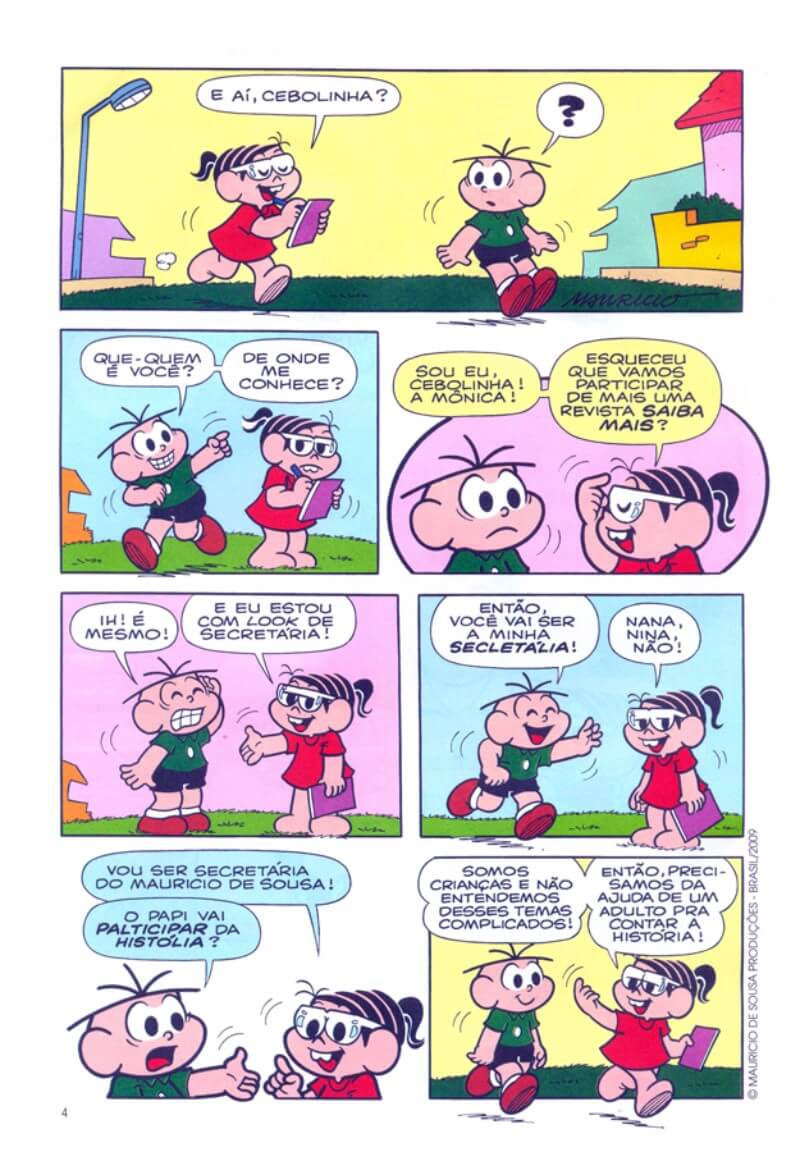 E AÍ, CEBOLINHA?
?
MAURICIO
QUE-QUEM
É VOCÊ?
DE ONDE
ME
CONHECE?
SOU EU,
CEBOLINHA!
A MÔNICA!
ESQUECEU
QUE VAMOS
PARTICIPAR
DE MAIS UMA
REVISTA SAIBA
MAIS?
IH! É
MESMO!
E EU ESTOU
COM LOOK DE
SECRETÁRIA!
ENTÃO,
VOCÊ VAI SER
A MINHA
SECLETÁLIA!
NANA,
NINA,
NÃO!
VOU SER SECRETÁRIA
DO MAURICIO DE SOUSA!
O PAPI VAI
PALTICIPAR DA
HISTÓLIA?
SOMOS
CRIANÇAS E NÃO
ENTENDEMOS
DESSES TEMAS
COMPLICADOS!
ENTÃO, PRECI-
SAMOS DA
AJUDA DE UM
ADULTO PRA
CONTAR A
HISTÓRIA!
© MAURICIO DE SOUSA PRODUÇÕES - BRASIL/2009
4